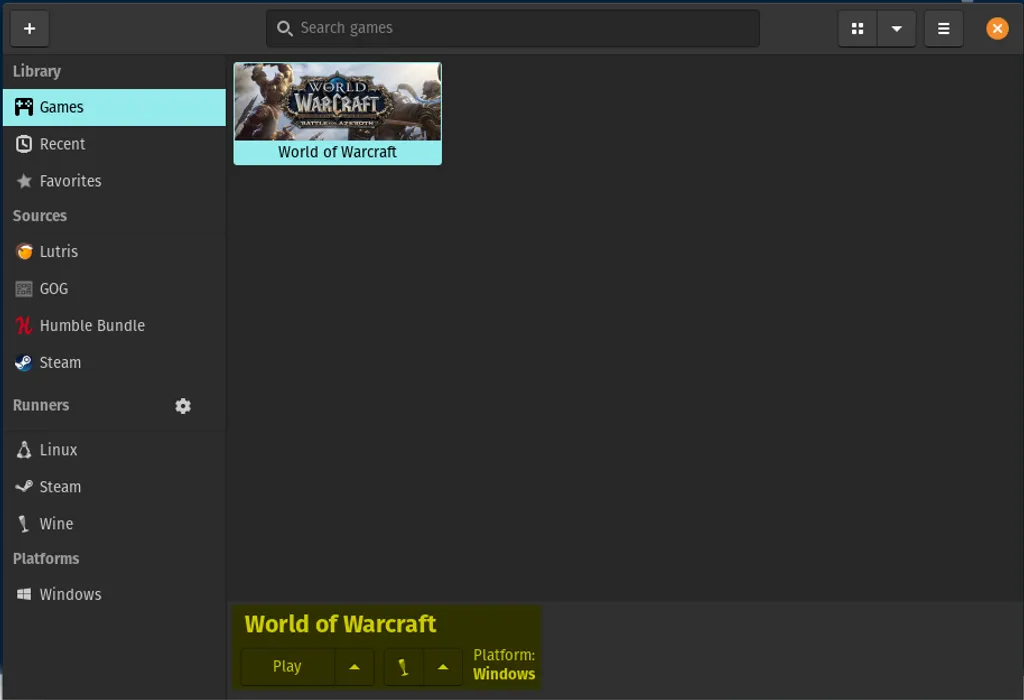 Search games
Library
Games
Recent
Favorites
Sources
Lutris
GOG
Humble Bundle
Steam
Runners
Linux
Steam
Wine
Platforms
Windows
WORLD
OF
WARCRAFT
BATTLE FOR AZEROTH
World of Warcraft
World of Warcraft
Play
Platform:
Windows